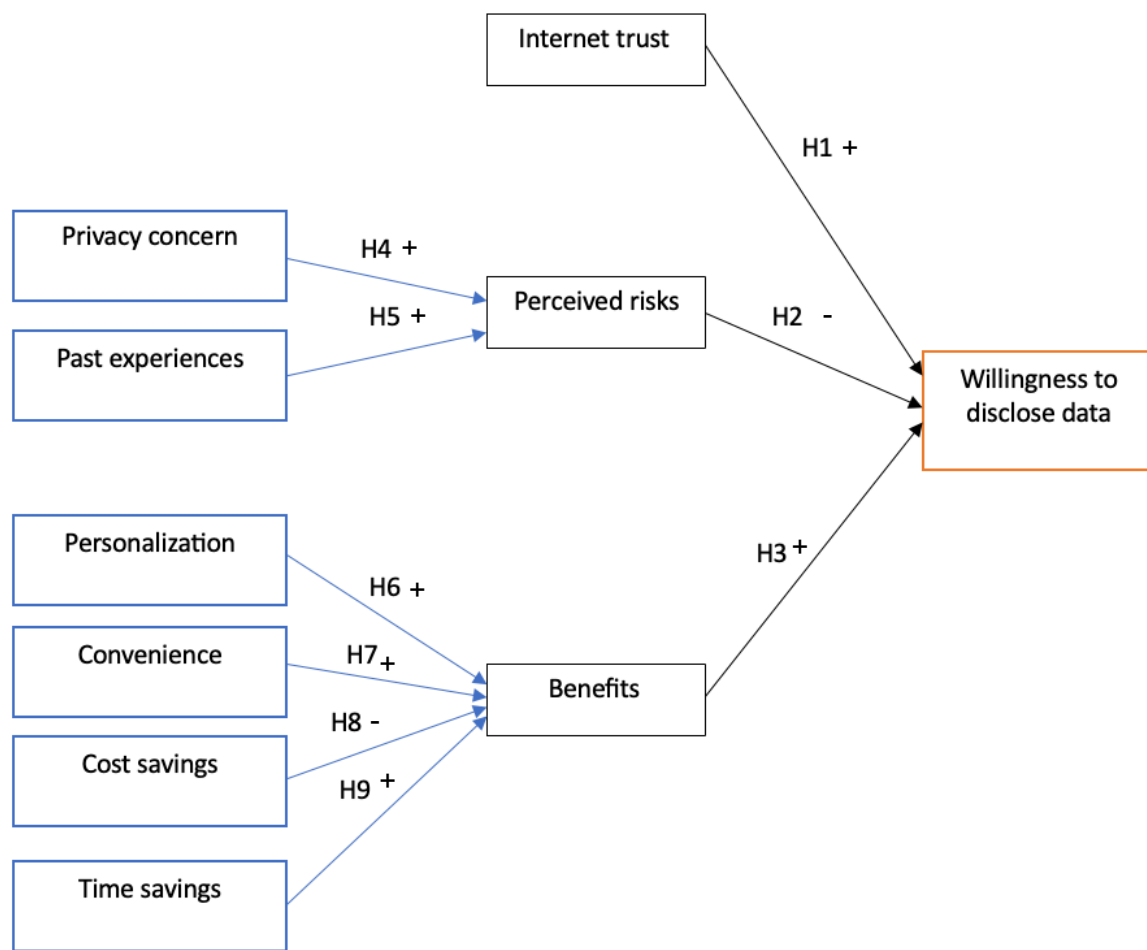 Internet trust
H1 +
Privacy concern
H4 +
Perceived risks
H5 +
H2 -
Past experiences
Willingness to
disclose data
Personalization
H3 +
H6 +
Convenience
H7 +
Benefits
H8 -
Cost savings
H9 +
Time savings